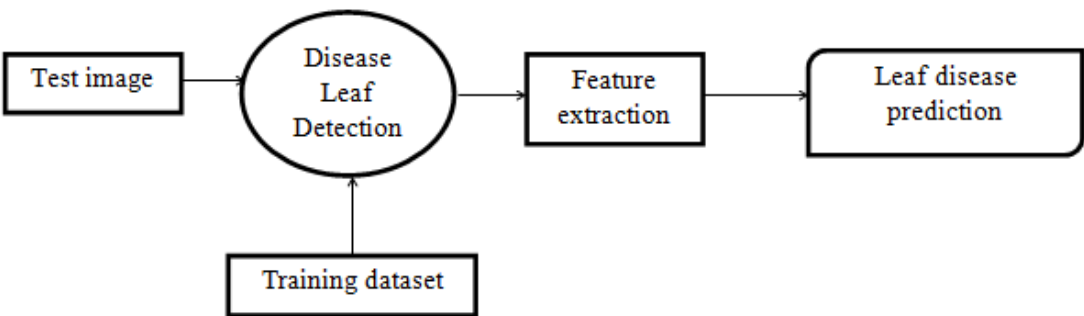 Test image
Disease
Leaf
Detection
Feature
extraction
Leaf disease
prediction
Training dataset